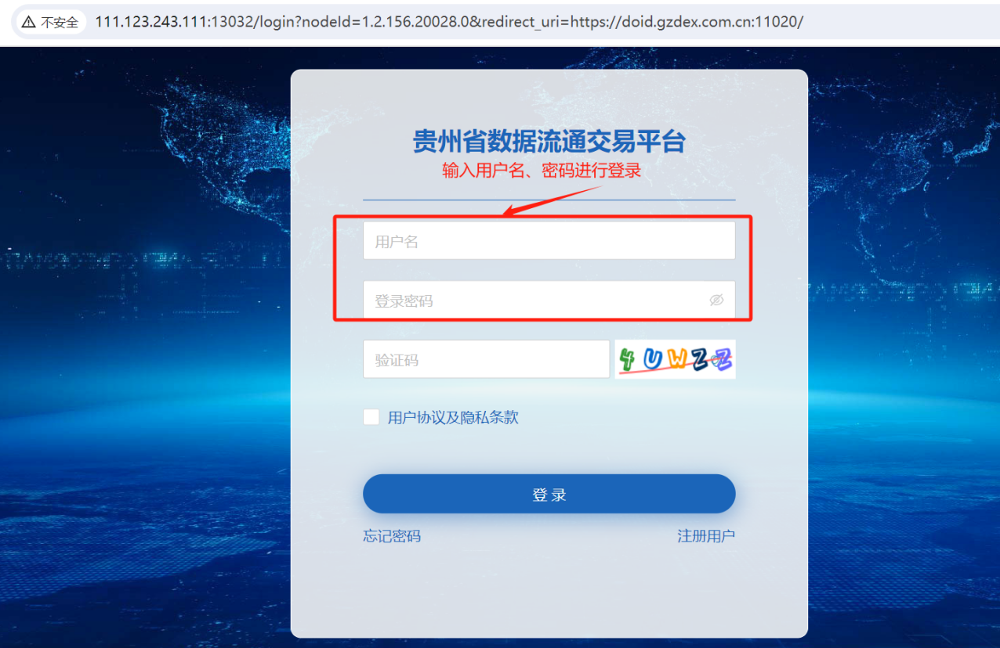 不安全 111.123.243.111:13032/login?nodeId=1.2.156.20028.0&redirect_uri=https://doid.gzdex.com.cn:11020/
贵州省数据流通交易平台
输入用户名、密码进行登录
用户名
登录密码
验证码 4UWZZ
用户协议及隐私条款
登录
忘记密码 注册用户